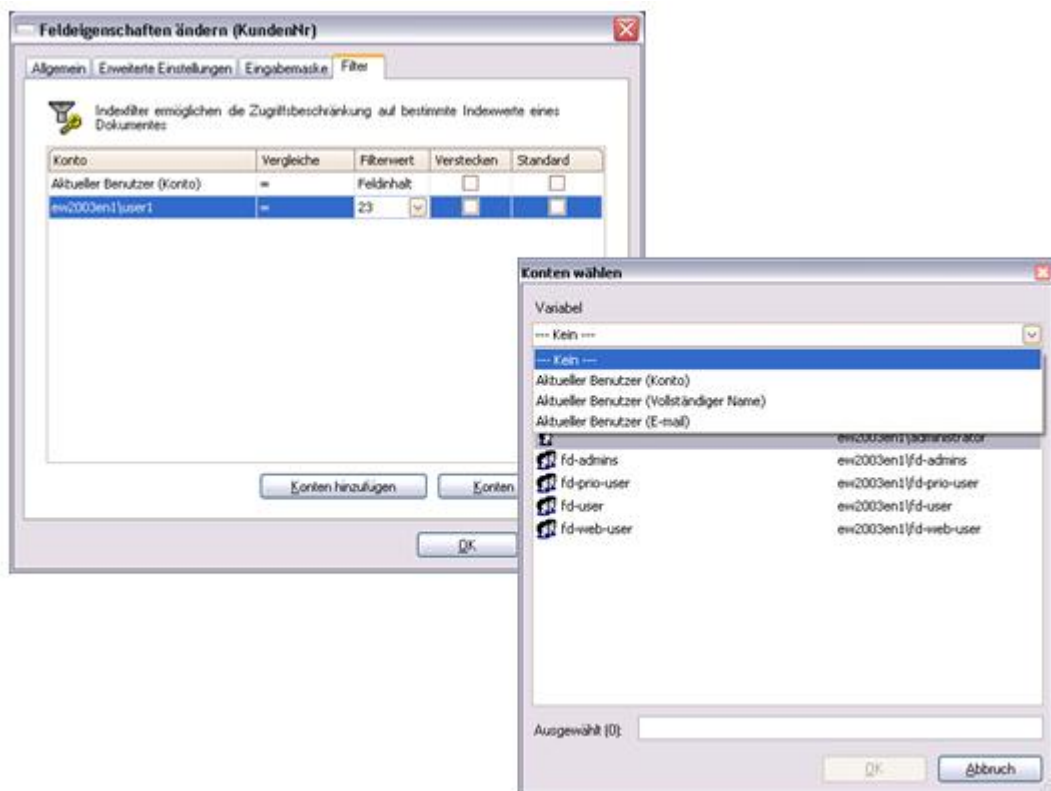 Feldeigenschaften ändern (KundenNr)
Allgemein Erweiterte Einstellungen Eingabemaske Filter
Indexfilter ermöglichen die Zugriffsbeschränkung auf bestimmte Indexwerte eines
Dokumentes
Konto Vergleiche Filterwert Verstecken Standard
Aktueller Benutzer (Konto) = Feldinhalt
ew2003en1\user1 = 23
Konten hinzufügen Konten
OK
Konten wählen
Variabel
--- Kein ---
--- Kein ---
Aktueller Benutzer (Konto)
Aktueller Benutzer (Vollständiger Name)
Aktueller Benutzer (E-mail)
ew2003en1\administrator
fd-admins ew2003en1\fd-admins
fd-prio-user ew2003en1\fd-prio-user
fd-user ew2003en1\fd-user
fd-web-user ew2003en1\fd-web-user
Ausgewählt (0):
OK Abbruch